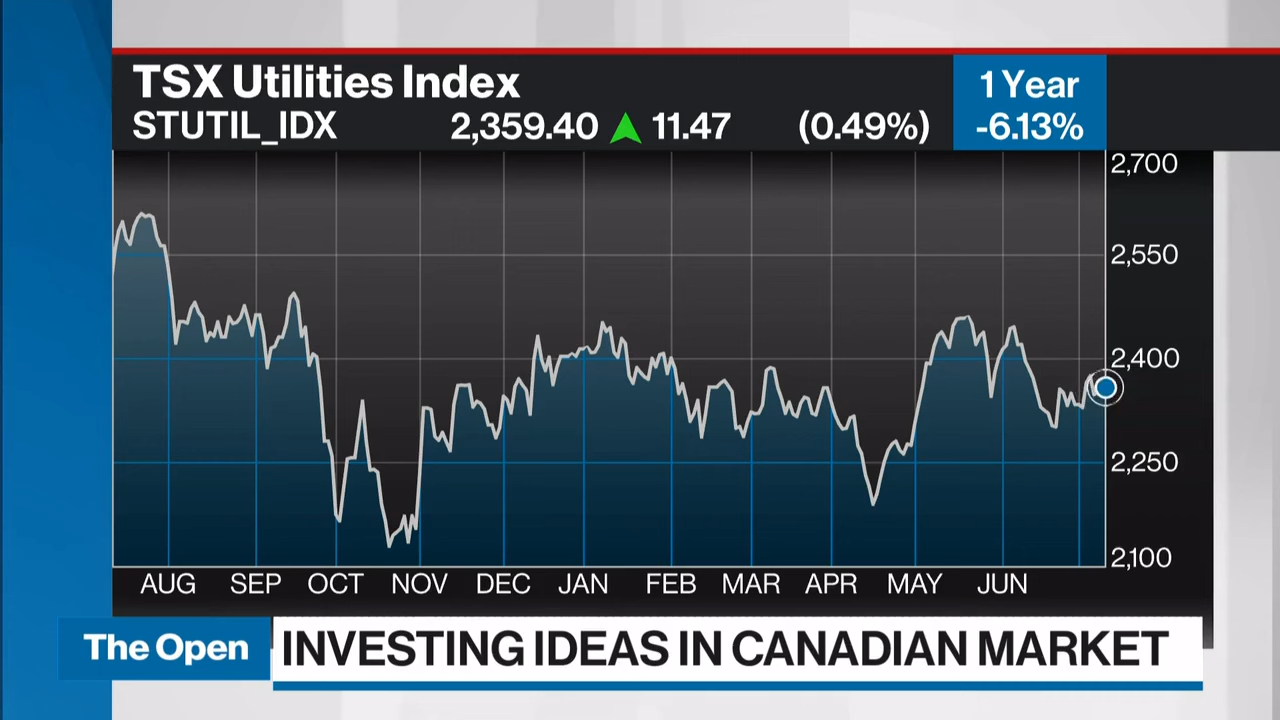 TSX Utilities Index
STUTIL_IDX 2,359.40 ▲ 11.47 (0.49%)
1 Year
-6.13%
2,700
2,550
2,400
2,250
2,100
AUG SEP OCT NOV DEC JAN FEB MAR APR MAY JUN
The Open
INVESTING IDEAS IN CANADIAN MARKET